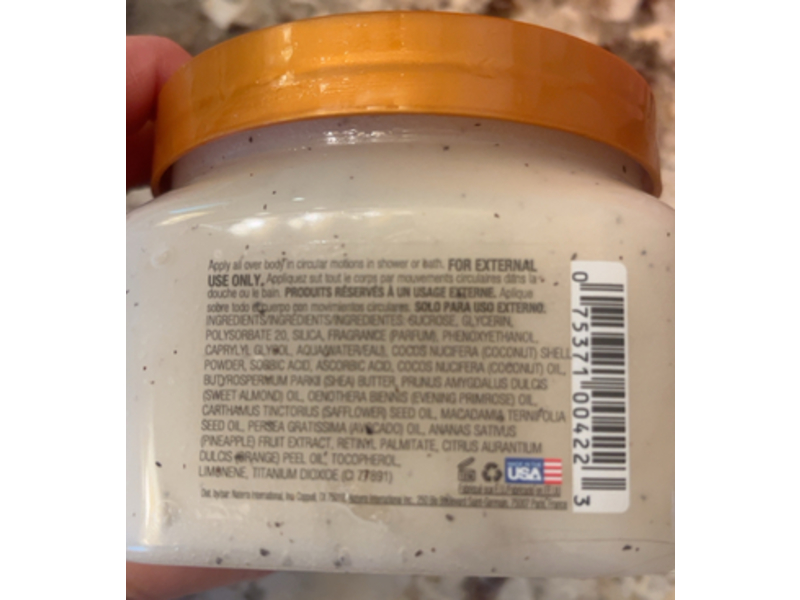 Apply all over body in circular motions in shower or bath. FOR EXTERNAL
USE ONLY. Appliquez sut tout le corps par mouvements circulaires dans la
douche ou le bain. PRODUITS RÉSERVÉS À UN USAGE EXTERNE. Aplique
sobre todo el cuerpo pen movimientos circulares. SOLO PARA USO EXTERNO.
INGREDIENTS/INGRÉDIENTS/INGREDIENTES: SUCROSE, GLYCERIN,
POLYSORBATE 20, SILICA, FRAGRANCE (PARFUM), PHENOXYETHANOL,
CAPRYLYL GLYCOL, AQUA/WATER/EAU, COCOS NUCIFERA (COCONUT) SHELL
POWDER, SORBIC ACID, ASCORBIC ACID, COCOS NUCIFERA (COCONUT) OIL,
BUTYROSPERMUM PARKII (SHEA) BUTTER, PRUNUS AMYGDALUS DULCIS
(SWEET ALMOND) OIL, OENOTHERA BIENNIS (EVENING PRIMROSE) OIL,
CARTHAMUS TINCTORIUS (SAFFLOWER) SEED OIL, MACADAMIA TERNIFOLIA
SEED OIL, PERSEA GRATISSIMA (AVOCADO) OIL, ANANAS SATIVUS
(PINEAPPLE) FRUIT EXTRACT, RETINYL PALMITATE, CITRUS AURANTIUM
DULCIS (ORANGE) PEEL OIL, TOCOPHEROL,
LIMONENE, TITANIUM DIOXIDE (CI 77891)
USA
0 75371 00422 3